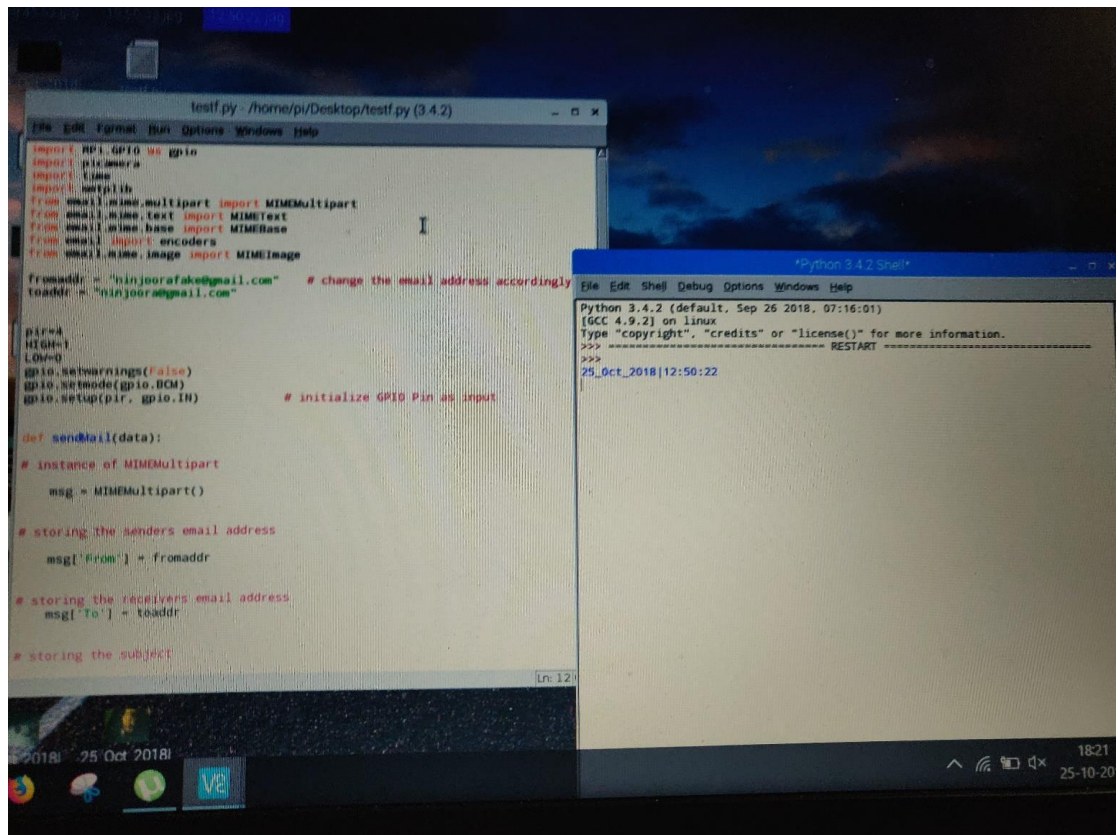 testf.py - /home/pi/Desktop/testf.py (3.4.2)
File Edit Format Run Options Windows Help
import RPi.GPIO as gpio
import picamera
import time
import smtplib
from email.mime.multipart import MIMEMultipart
from email.mime.text import MIMEText
from email.mime.base import MIMEBase
from email import encoders
from email.mime.image import MIMEImage
fromaddr = "ninjoorafake@gmail.com" # change the email address accordingly
toaddr = "ninjoora@gmail.com"
pir=4
HIGH=1
LOW=0
gpio.setwarnings(False)
gpio.setmode(gpio.BCM)
gpio.setup(pir, gpio.IN) # initialize GPIO Pin as input
def sendMail(data):
# instance of MIMEMultipart
msg = MIMEMultipart()
# storing the senders email address
msg['From'] = fromaddr
# storing the receivers email address
msg['To'] = toaddr
# storing the subject
Ln: 12
*Python 3.4.2 Shell*
File Edit Shell Debug Options Windows Help
Python 3.4.2 (default, Sep 26 2018, 07:16:01)
[GCC 4.9.2] on linux
Type "copyright", "credits" or "license()" for more information.
>>> ================================ RESTART ================================
>>>
25_Oct_2018|12:50:22
2018| 25 Oct 2018|
V2
18:21
25-10-20